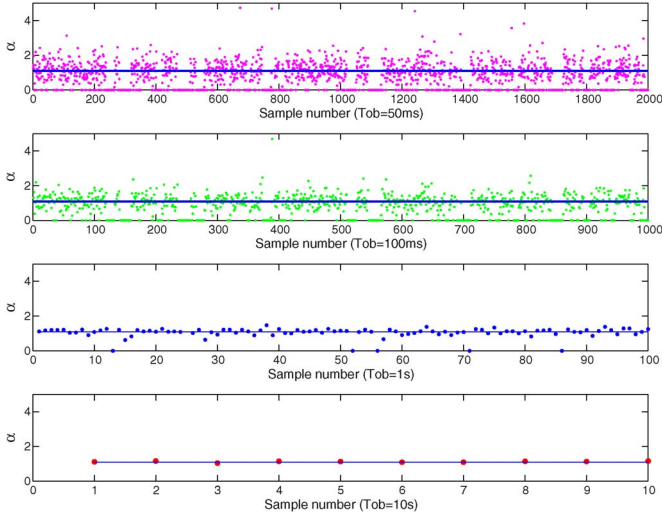 4
2
0
α
0 200 400 600 800 1000 1200 1400 1600 1800 2000
Sample number (Tob=50ms)
4
2
0
α
0 100 200 300 400 500 600 700 800 900 1000
Sample number (Tob=100ms)
4
2
0
α
0 10 20 30 40 50 60 70 80 90 100
Sample number (Tob=1s)
4
2
0
α
0 1 2 3 4 5 6 7 8 9 10
Sample number (Tob=10s)